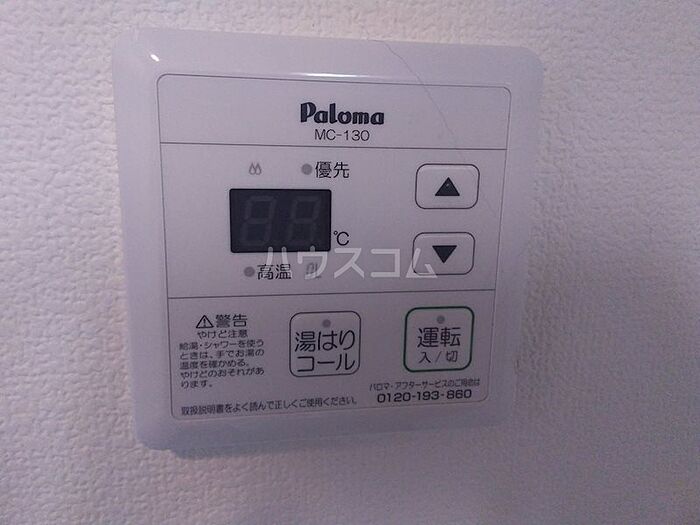 Paloma
MC-130
優先
88
℃
高温
ハウスコム
⚠警告
やけど注意
給湯・シャワーを使う
ときは、手でお湯の
温度を確かめる。
やけどのおそれがあ
ります。
湯はり
コール
運転
入/切
パロマ・アフターサービスのご用命は
0120-193-860
取扱説明書をよく読んで正しくご使用ください。